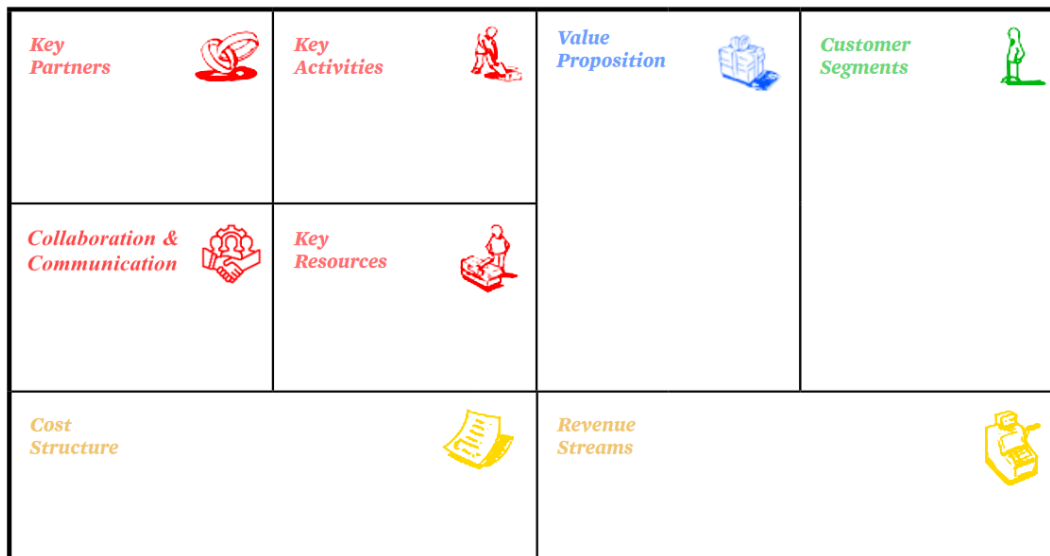 Key
Partners
Key
Activities
Value
Proposition
Customer
Segments
Collaboration &
Communication
Key
Resources
Cost
Structure
Revenue
Streams